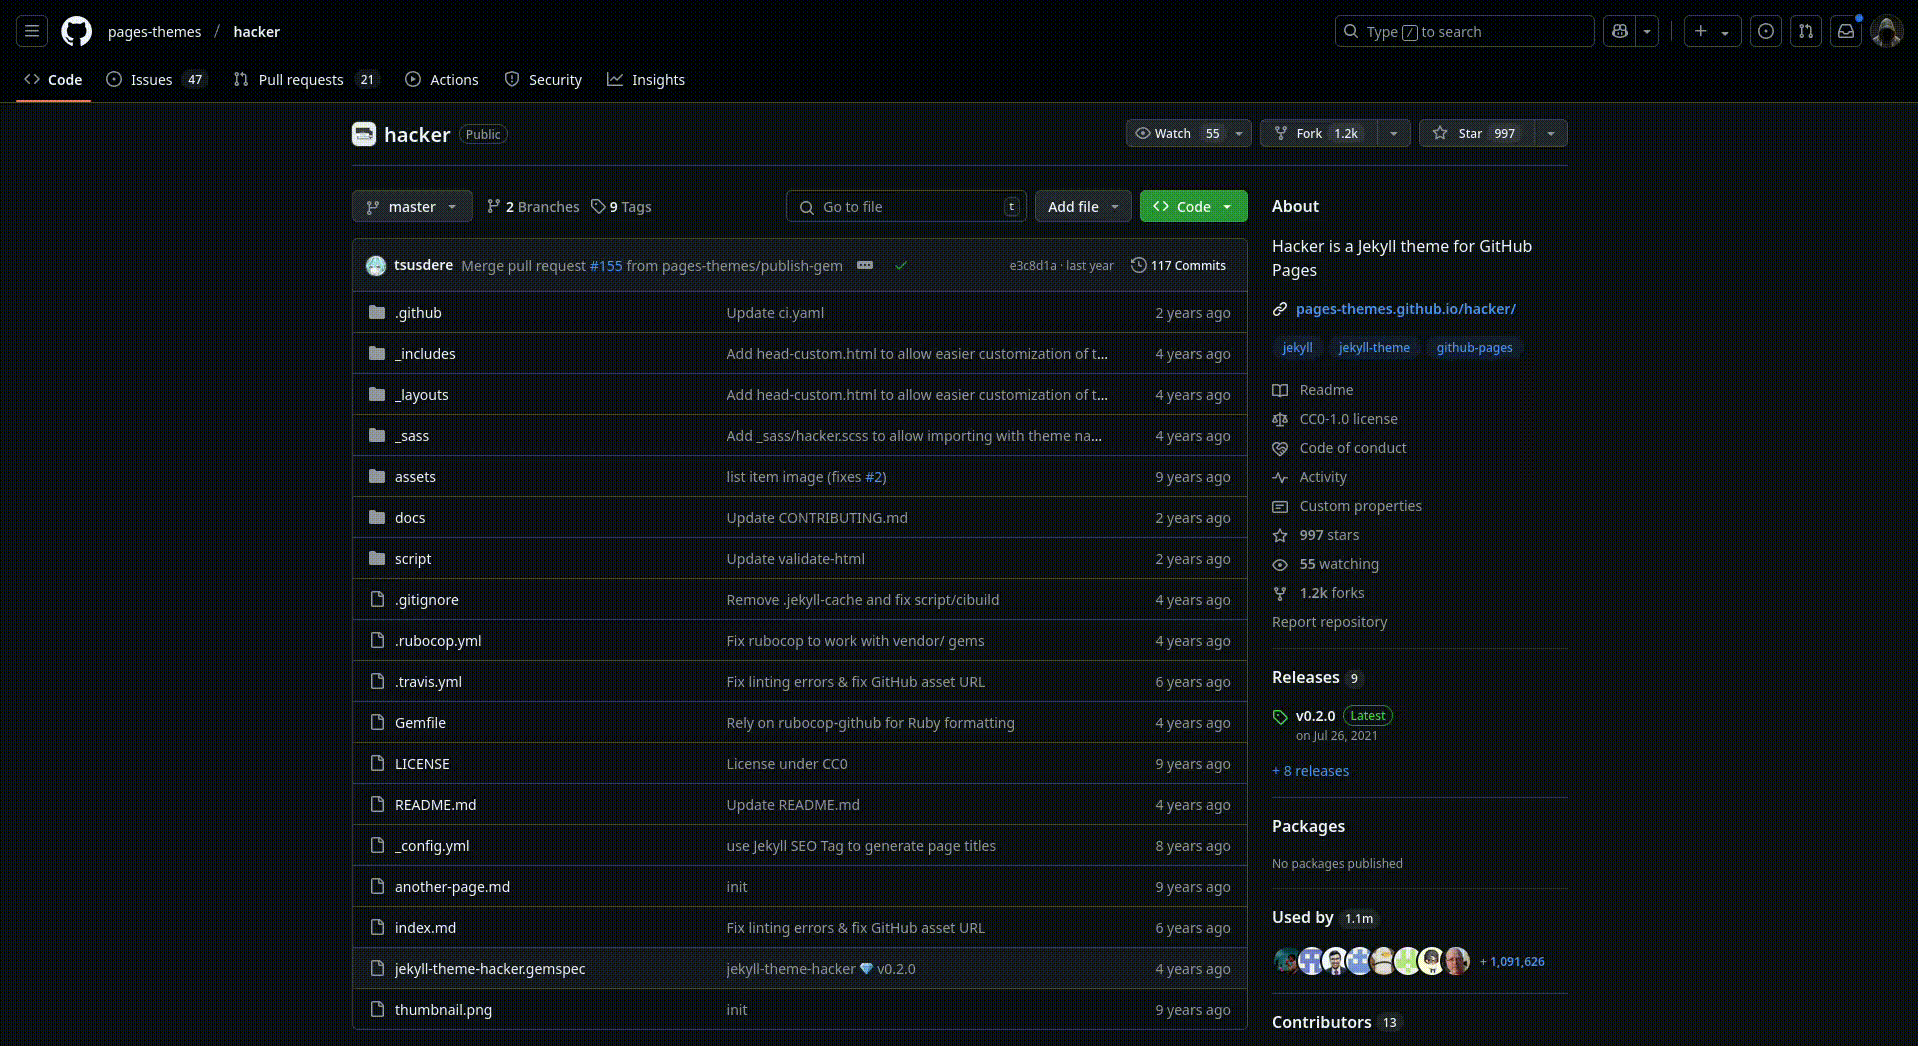 pages-themes / hacker
Type / to search
Code Issues 47 Pull requests 21 Actions Security Insights
hacker Public
Watch 55 Fork 1.2k Star 997
master 2 Branches 9 Tags Go to file t Add file Code
tsusdere Merge pull request #155 from pages-themes/publish-gem e3c8d1a · last year 117 Commits
.github Update ci.yaml 2 years ago
_includes Add head-custom.html to allow easier customization of t... 4 years ago
_layouts Add head-custom.html to allow easier customization of t... 4 years ago
_sass Add _sass/hacker.scss to allow importing with theme na... 4 years ago
assets list item image (fixes #2) 9 years ago
docs Update CONTRIBUTING.md 2 years ago
script Update validate-html 2 years ago
.gitignore Remove .jekyll-cache and fix script/cibuild 4 years ago
.rubocop.yml Fix rubocop to work with vendor/ gems 4 years ago
.travis.yml Fix linting errors & fix GitHub asset URL 6 years ago
Gemfile Rely on rubocop-github for Ruby formatting 4 years ago
LICENSE License under CC0 9 years ago
README.md Update README.md 4 years ago
_config.yml use Jekyll SEO Tag to generate page titles 8 years ago
another-page.md init 9 years ago
index.md Fix linting errors & fix GitHub asset URL 6 years ago
jekyll-theme-hacker.gemspec jekyll-theme-hacker 💎 v0.2.0 4 years ago
thumbnail.png init 9 years ago
About
Hacker is a Jekyll theme for GitHub
Pages
pages-themes.github.io/hacker/
jekyll jekyll-theme github-pages
Readme
CC0-1.0 license
Code of conduct
Activity
Custom properties
997 stars
55 watching
1.2k forks
Report repository
Releases 9
v0.2.0 Latest
on Jul 26, 2021
+ 8 releases
Packages
No packages published
Used by 1.1m
+ 1,091,626
Contributors 13